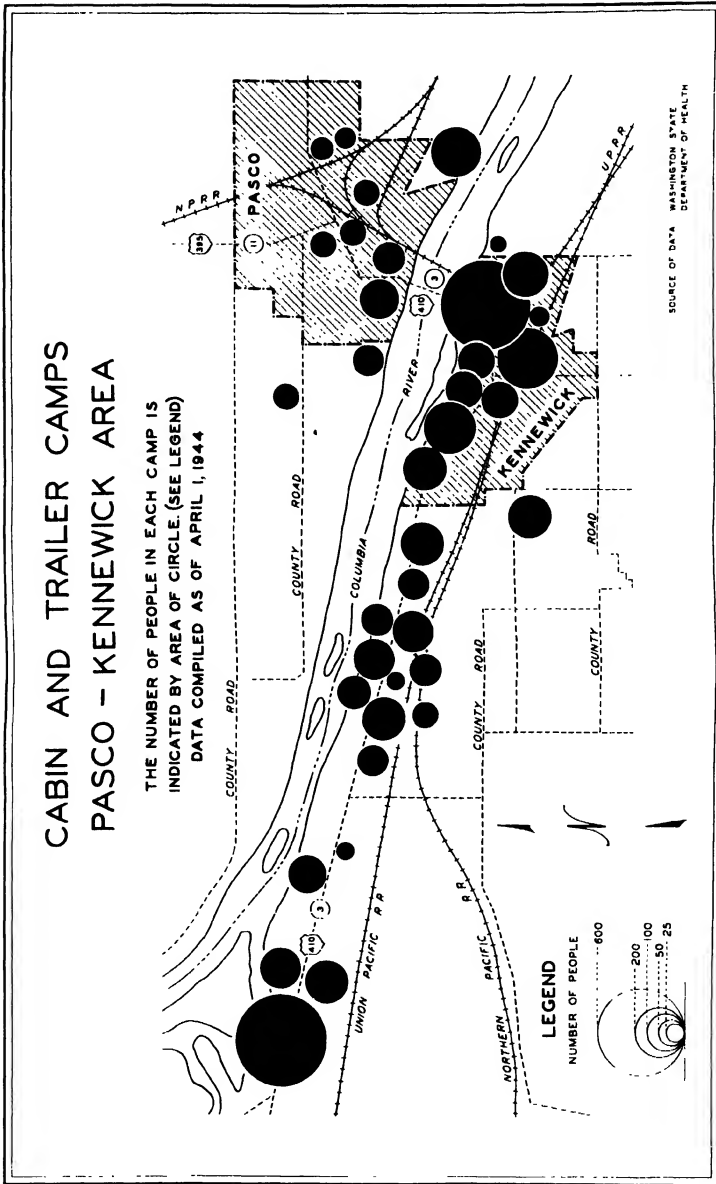 CABIN AND TRAILER CAMPS
PASCO – KENNEWICK AREA
THE NUMBER OF PEOPLE IN EACH CAMP IS
INDICATED BY AREA OF CIRCLE. (SEE LEGEND)
DATA COMPILED AS OF APRIL 1, 1944
N P R R
395
11
PASCO
COUNTY ROAD
COUNTY ROAD
COLUMBIA
RIVER
410
3
410
3
UNION PACIFIC R R
NORTHERN PACIFIC R R
KENNEWICK
U P R R
COUNTY ROAD
COUNTY ROAD
N
LEGEND
NUMBER OF PEOPLE
600
200
100
50
25
SOURCE OF DATA WASHINGTON STATE
DEPARTMENT OF HEALTH